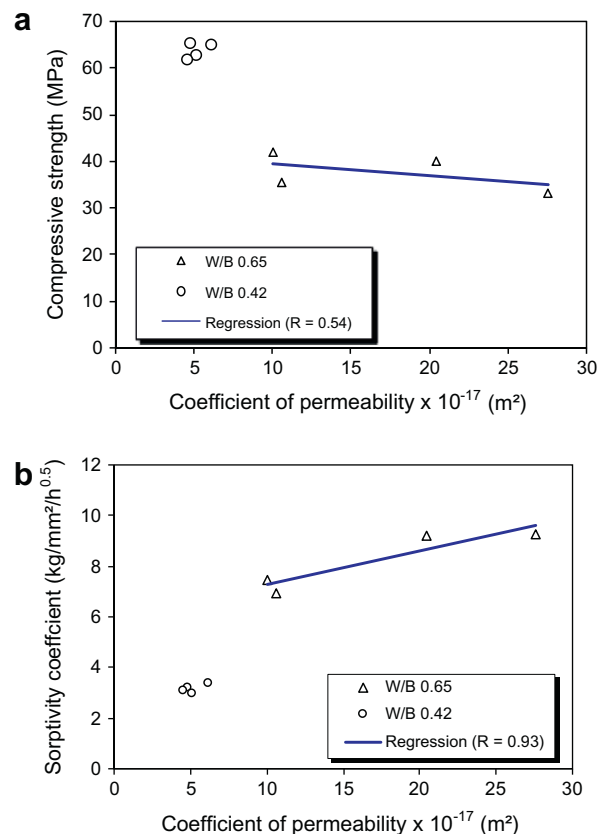 a
70
60
50
40
30
20
10
0
Compressive strength (MPa)
W/B 0.65
W/B 0.42
Regression (R = 0.54)
0 5 10 15 20 25 30
Coefficient of permeability x 10⁻¹⁷ (m²)
b
12
10
8
6
4
2
0
Sorptivity coeffcient (kg/mm²/h⁰·⁵)
W/B 0.65
W/B 0.42
Regression (R = 0.93)
0 5 10 15 20 25 30
Coefficient of permeability x 10⁻¹⁷ (m²)